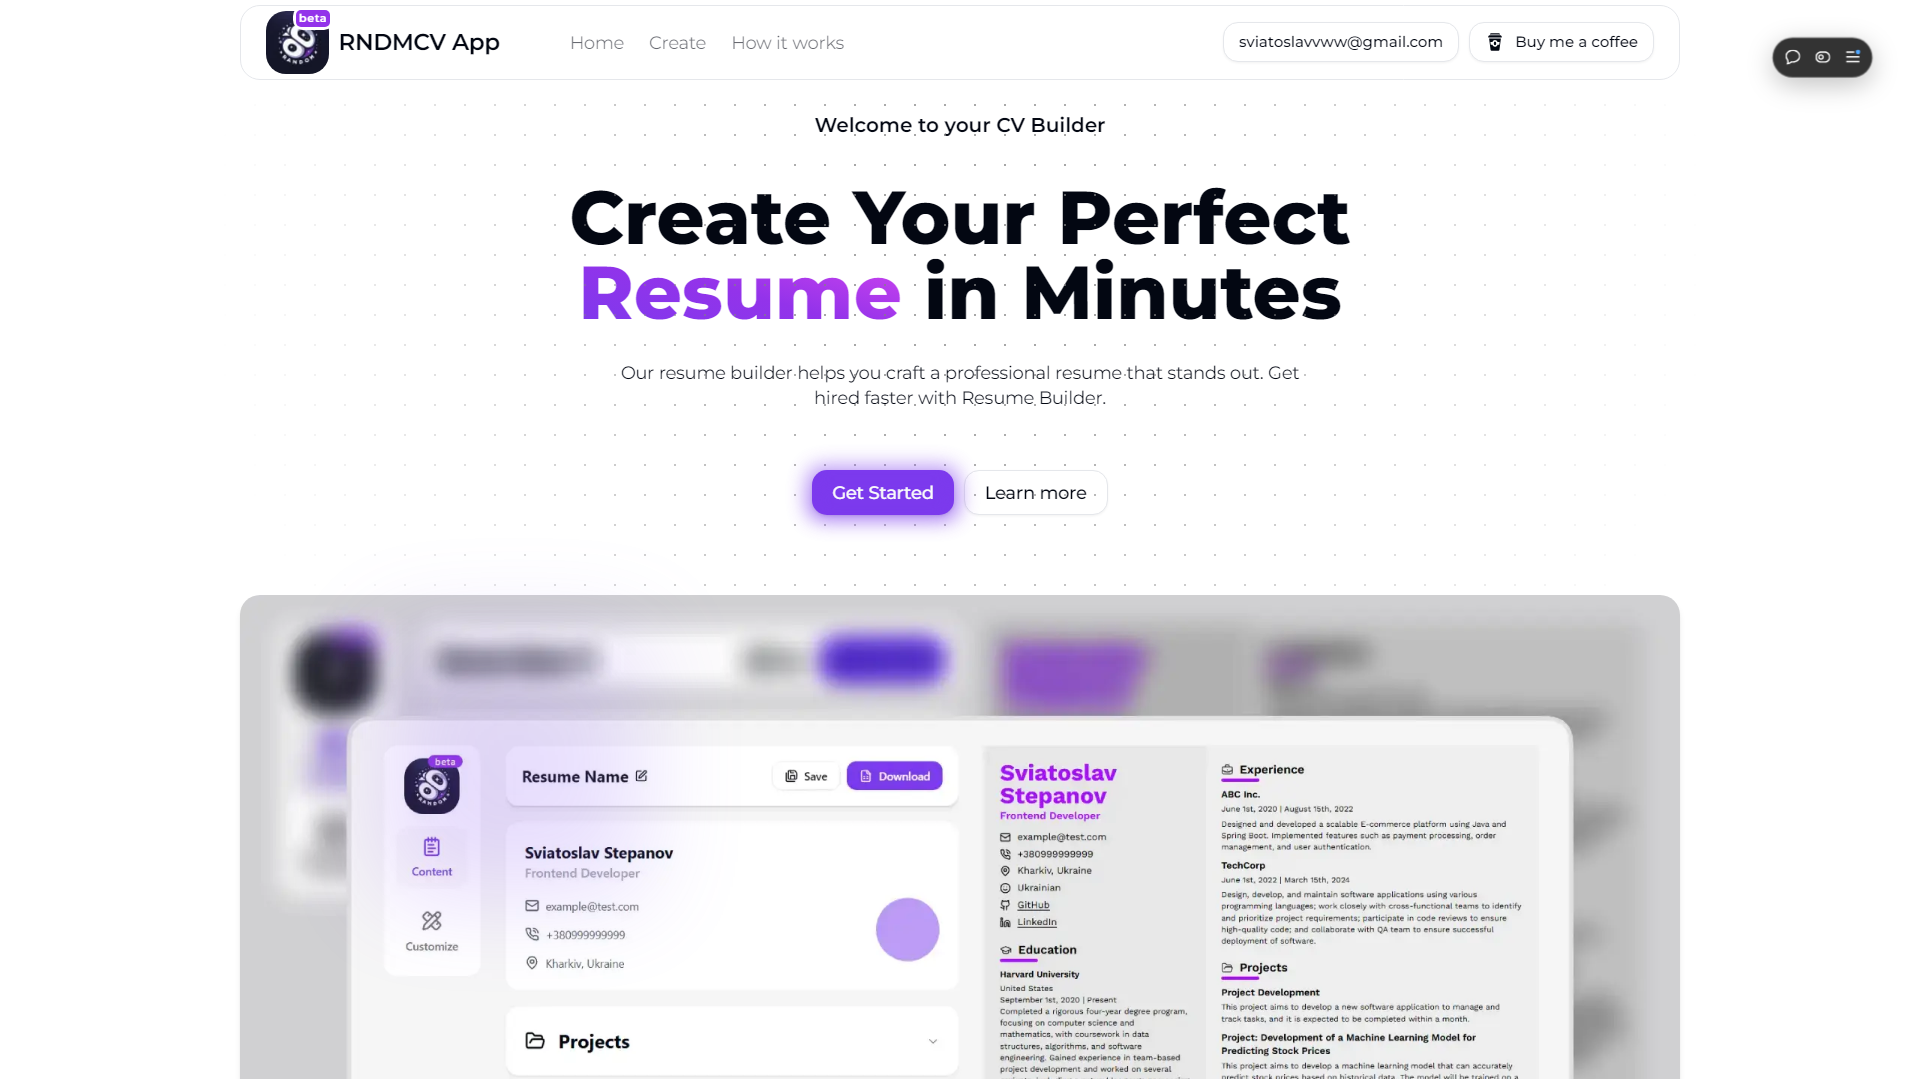 beta
RNDMCV App
Home
Create
How it works
sviatoslavvww@gmail.com
Buy me a coffee
Welcome to your CV Builder
Create Your Perfect
Resume in Minutes
Our resume builder helps you craft a professional resume that stands out. Get
hired faster with Resume Builder.
Get Started
Learn more
beta
Content
Customize
Resume Name
Save
Download
Sviatoslav Stepanov
Frontend Developer
example@test.com
+380999999999
Kharkiv, Ukraine
Projects
Sviatoslav
Stepanov
Frontend Developer
example@test.com
+380999999999
Kharkiv, Ukraine
Ukrainian
GitHub
LinkedIn
Education
Harvard University
United States
September 1st, 2020 | Present
Completed a rigorous four-year degree program,
focusing on computer science and
mathematics, with coursework in data
structures, algorithms, and software
engineering. Gained experience in team-based
project development and worked on several
Experience
ABC Inc.
June 1st, 2020 | August 15th, 2022
Designed and developed a scalable E-commerce platform using Java and
Spring Boot. Implemented features such as payment processing, order
management, and user authentication.
TechCorp
June 1st, 2022 | March 15th, 2024
Design, develop, and maintain software applications using various
programming languages; work closely with cross-functional teams to identify
and prioritize project requirements; participate in code reviews to ensure
high-quality code; and collaborate with QA team to ensure successful
deployment of software.
Projects
Project Development
This project aims to develop a new software application to manage and
track tasks, and it is expected to be completed within a month.
Project: Development of a Machine Learning Model for
Predicting Stock Prices
This project aims to develop a machine learning model that can accurately
predict stock prices based on historical data. The model will be trained on a